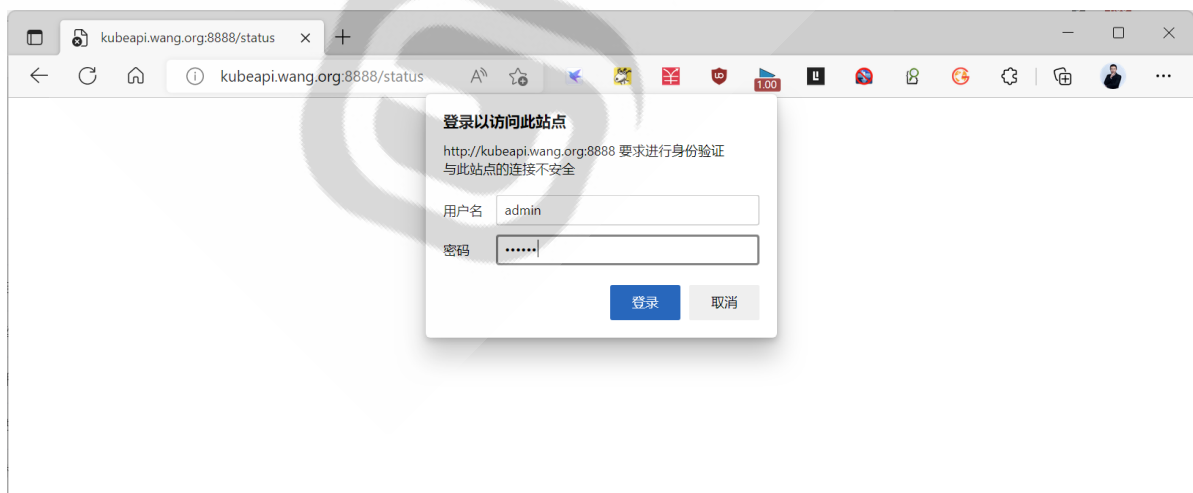 kubeapi.wang.org:8888/status
kubeapi.wang.org:8888/status
1.00
登录以访问此站点
http://kubeapi.wang.org:8888 要求进行身份验证
与此站点的连接不安全
用户名 admin
密码 ••••••
登录 取消